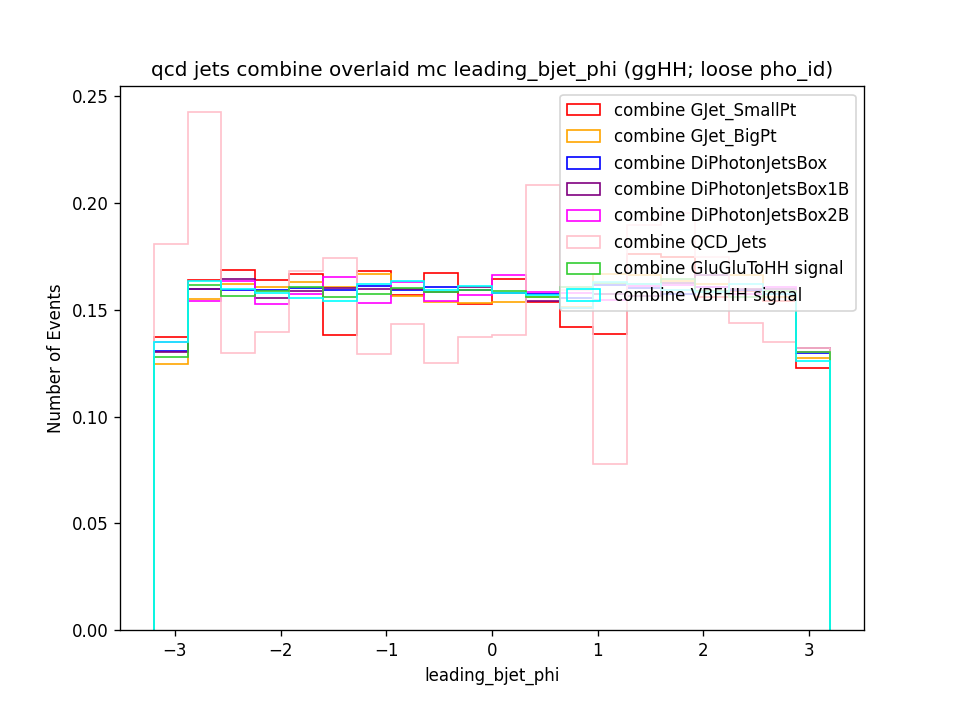 qcd jets combine overlaid mc leading_bjet_phi (ggHH; loose pho_id)
0.25
0.20
0.15
0.10
0.05
0.00
Number of Events
combine GJet_SmallPt
combine GJet_BigPt
combine DiPhotonJetsBox
combine DiPhotonJetsBox1B
combine DiPhotonJetsBox2B
combine QCD_Jets
combine GluGluToHH signal
combine VBFHH signal
−3 −2 −1 0 1 2 3
leading_bjet_phi